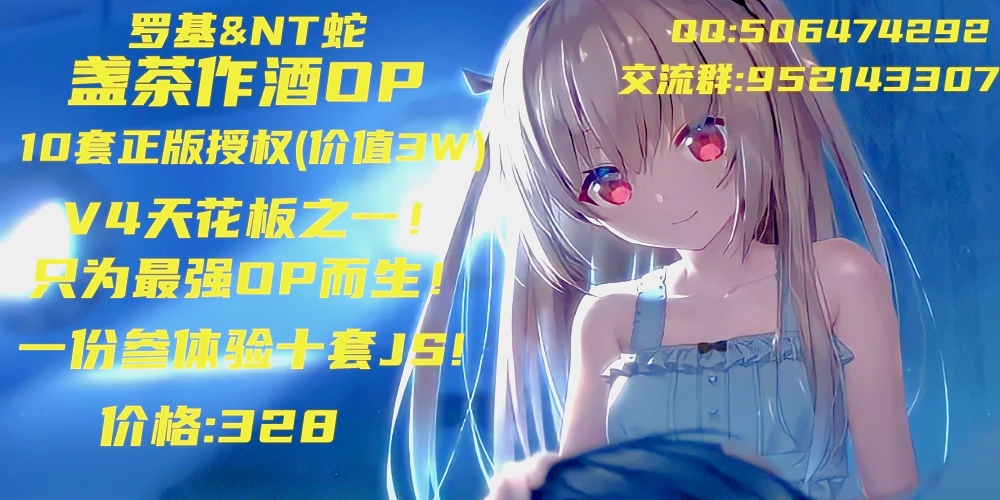 罗基&NT蛇
盏茶作酒OP
10套正版授权(价值3W)
V4天花板之一！
只为最强OP而生！
一份参体验十套JS!
价格:328
QQ:506474292
交流群:952143307